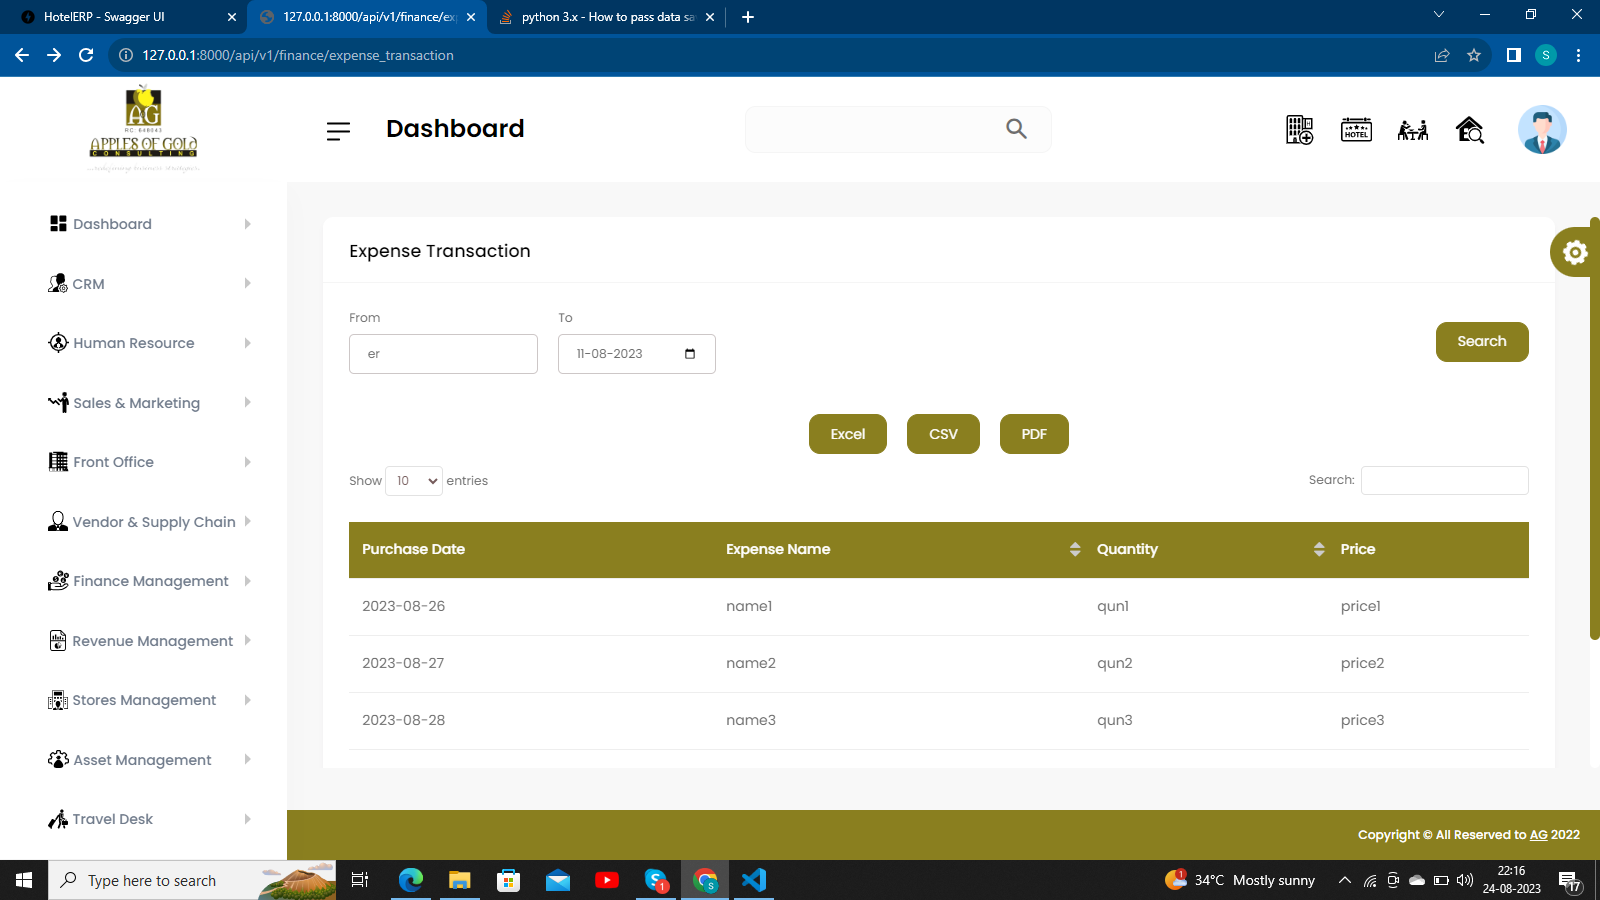 HotelERP - Swagger UI
127.0.0.1:8000/api/v1/finance/exp
python 3.x - How to pass data sa
127.0.0.1:8000/api/v1/finance/expense_transaction
S
A G
RC: 646643
APPLES OF GOLD
CONSULTING
Dashboard
HOTEL
Dashboard
CRM
Human Resource
Sales & Marketing
Front Office
Vendor & Supply Chain
Finance Management
Revenue Management
Stores Management
Asset Management
Travel Desk
Expense Transaction
From
To
er
11-08-2023
Search
Excel
CSV
PDF
Show 10 entries
Search:
Purchase Date
Expense Name
Quantity
Price
2023-08-26
name1
qun1
price1
2023-08-27
name2
qun2
price2
2023-08-28
name3
qun3
price3
Copyright © All Reserved to AG 2022
Type here to search
1
S
1
34°C Mostly sunny
22:16
24-08-2023
17